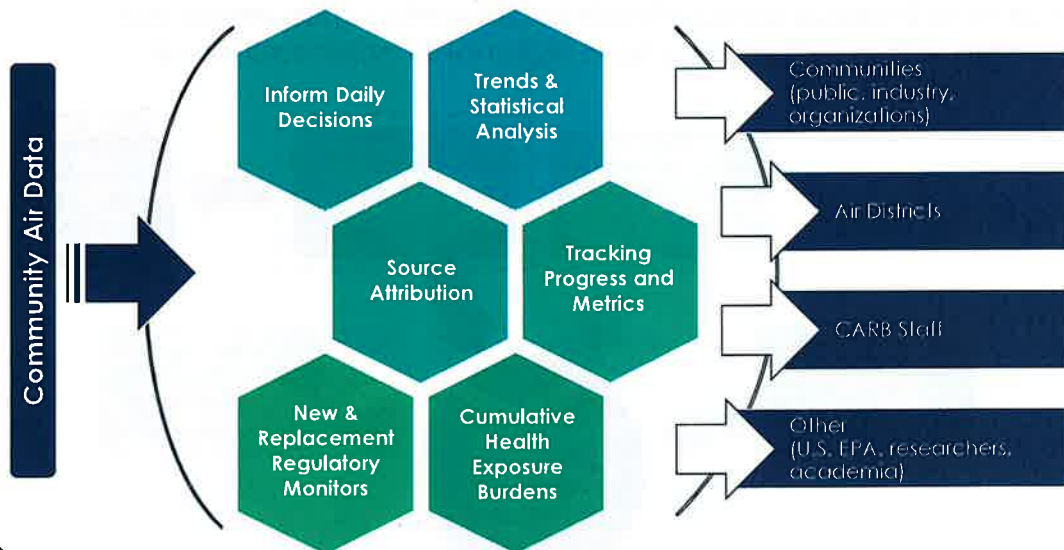 Community Air Data
Inform Daily
Decisions
Trends &
Statistical
Analysis
Source
Attribution
Tracking
Progress and
Metrics
New &
Replacement
Regulatory
Monitors
Cumulative
Health
Exposure
Burdens
Communities
(public, industry,
organizations)
Air Districts
CARB Staff
Other
(U.S. EPA, researchers,
academia)